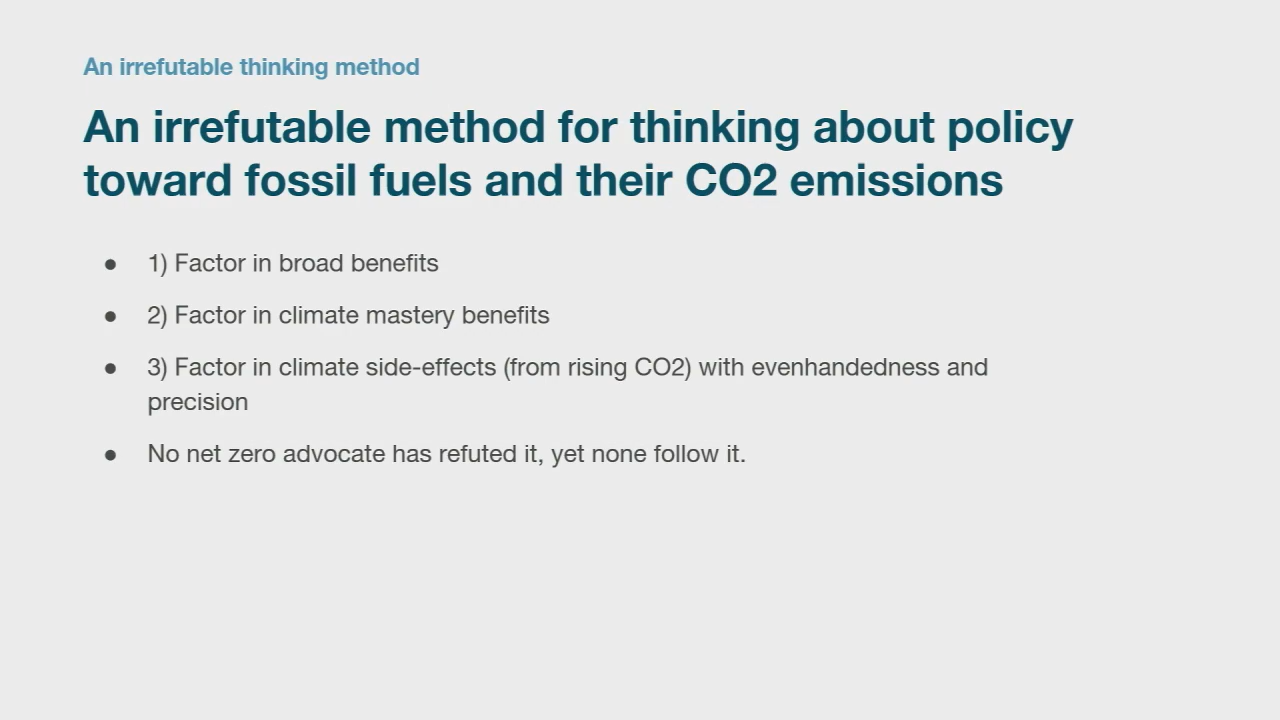 An irrefutable thinking method
An irrefutable method for thinking about policy
toward fossil fuels and their CO2 emissions
● 1) Factor in broad benefits
● 2) Factor in climate mastery benefits
● 3) Factor in climate side-effects (from rising CO2) with evenhandedness and
precision
● No net zero advocate has refuted it, yet none follow it.